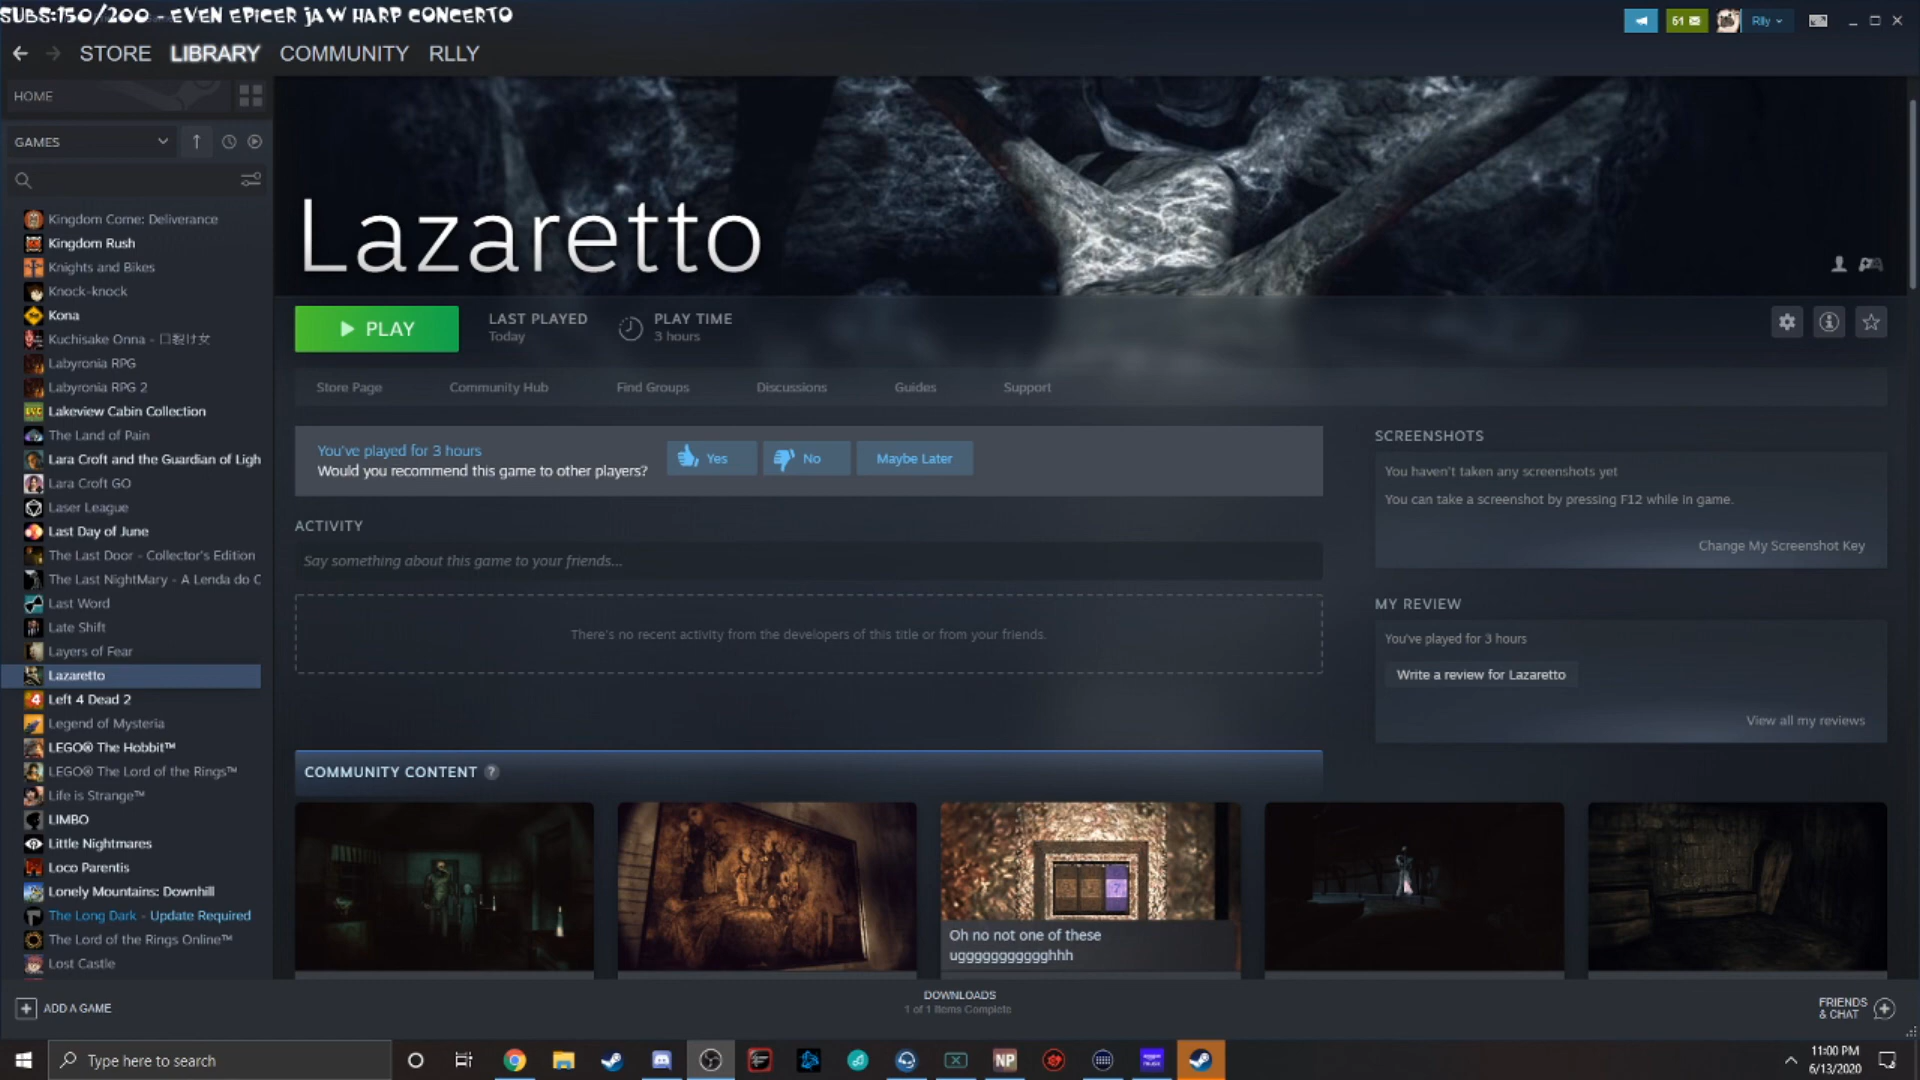 SUBS:150/200 - EVEN EPICER JAW HARP CONCERTO
51
Rlly
STORE LIBRARY COMMUNITY RLLY
HOME
GAMES
Kingdom Come: Deliverance
Kingdom Rush
Knights and Bikes
Knock-knock
Kona
Kuchisake Onna - 口裂け女
Labyronia RPG
Labyronia RPG 2
Lakeview Cabin Collection
The Land of Pain
Lara Croft and the Guardian of Ligh
Lara Croft GO
Laser League
Last Day of June
The Last Door - Collector's Edition
The Last NightMary - A Lenda do C
Last Word
Late Shift
Layers of Fear
Lazaretto
Left 4 Dead 2
Legend of Mysteria
LEGO® The Hobbit™
LEGO® The Lord of the Rings™
Life is Strange™
LIMBO
Little Nightmares
Loco Parentis
Lonely Mountains: Downhill
The Long Dark - Update Required
The Lord of the Rings Online™
Lost Castle
ADD A GAME
Lazaretto
PLAY
LAST PLAYED
Today
PLAY TIME
3 hours
Store Page Community Hub Find Groups Discussions Guides Support
You've played for 3 hours
Would you recommend this game to other players?
Yes No Maybe Later
ACTIVITY
Say something about this game to your friends...
There's no recent activity from the developers of this title or from your friends.
SCREENSHOTS
You haven't taken any screenshots yet
You can take a screenshot by pressing F12 while in game.
Change My Screenshot Key
MY REVIEW
You've played for 3 hours
Write a review for Lazaretto
View all my reviews
COMMUNITY CONTENT ?
7
Oh no not one of these
uggggggggggghhh
DOWNLOADS
1 of 1 Items Complete
FRIENDS
& CHAT
Type here to search
NP
11:00 PM
6/13/2020